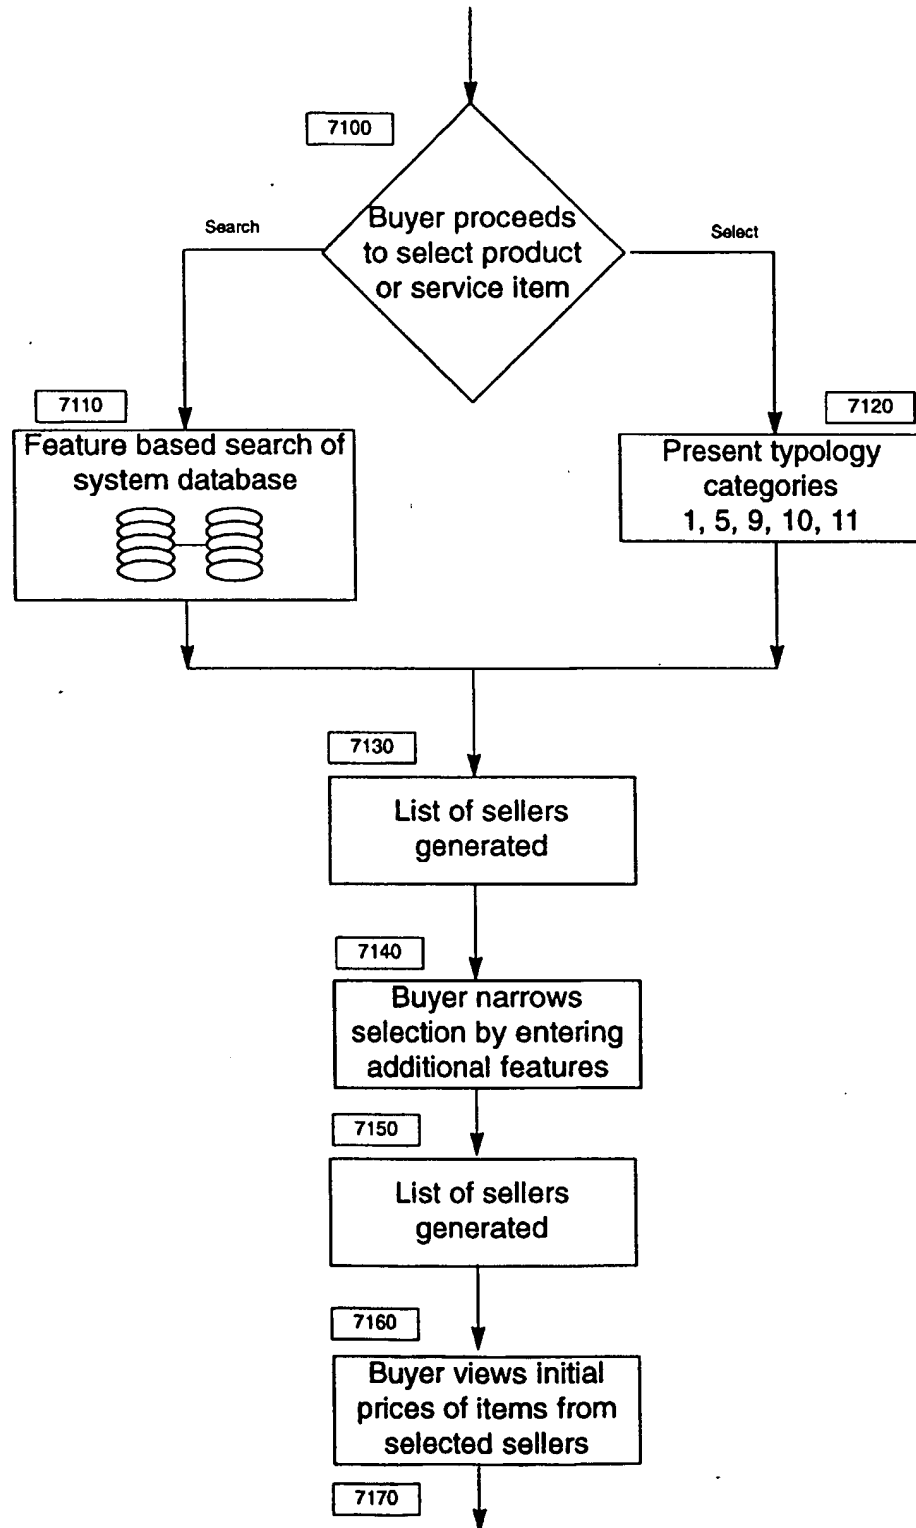 7100
Buyer proceeds
to select product
or service item
Search
Select
7110
Feature based search of
system database
7120
Present typology
categories
1, 5, 9, 10, 11
7130
List of sellers
generated
7140
Buyer narrows
selection by entering
additional features
7150
List of sellers
generated
7160
Buyer views initial
prices of items from
selected sellers
7170